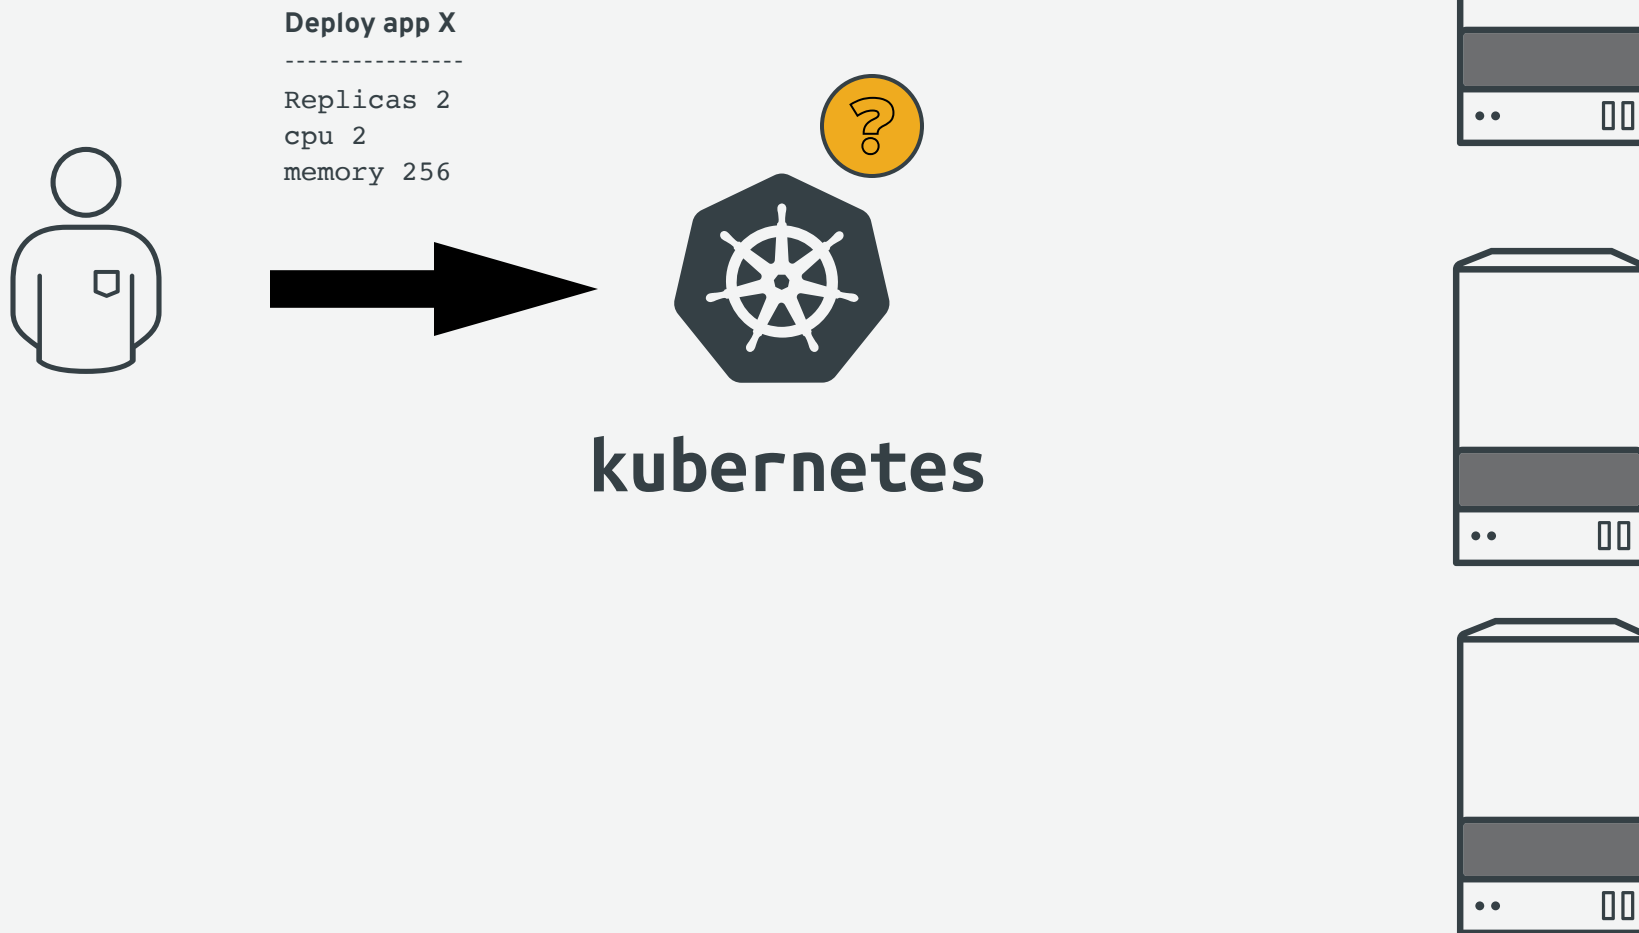 Deploy app X
----------------
Replicas 2
cpu 2
memory 256
?
kubernetes